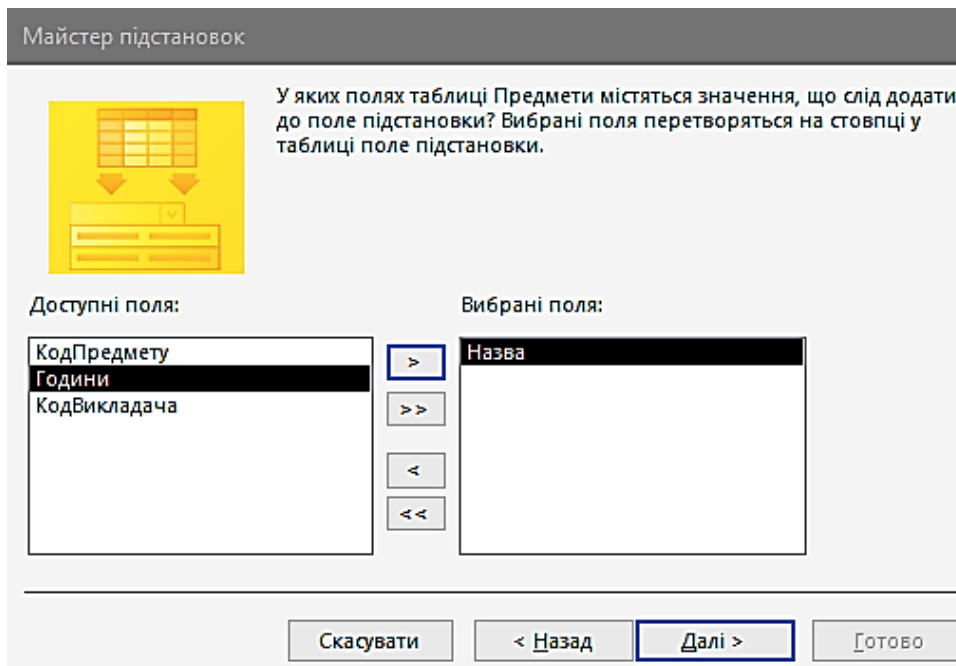 Майстер підстановок
У яких полях таблиці Предмети містяться значення, що слід додати
до поле підстановки? Вибрані поля перетворяться на стовпці у
таблиці поле підстановки.
Доступні поля:
Вибрані поля:
КодПредмету
Години
КодВикладача
>
>>
<
<<
Назва
Скасувати
< Назад
Далі >
Готово